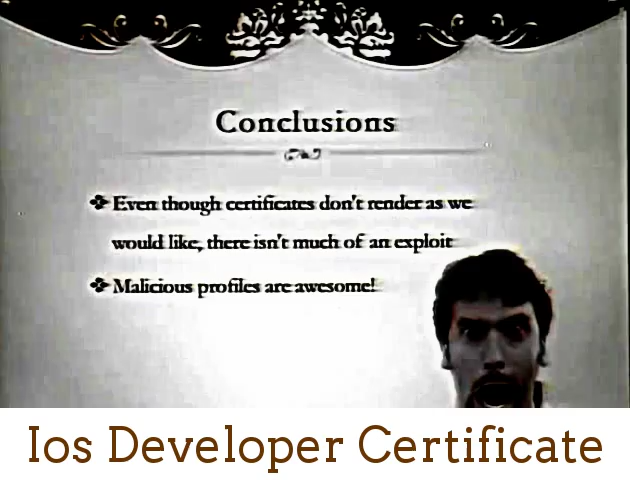 Conclusions
❖ Even though certificates don't render as we
would like, there isn't much of an exploit
❖ Malicious profiles are awesome!
Ios Developer Certificate